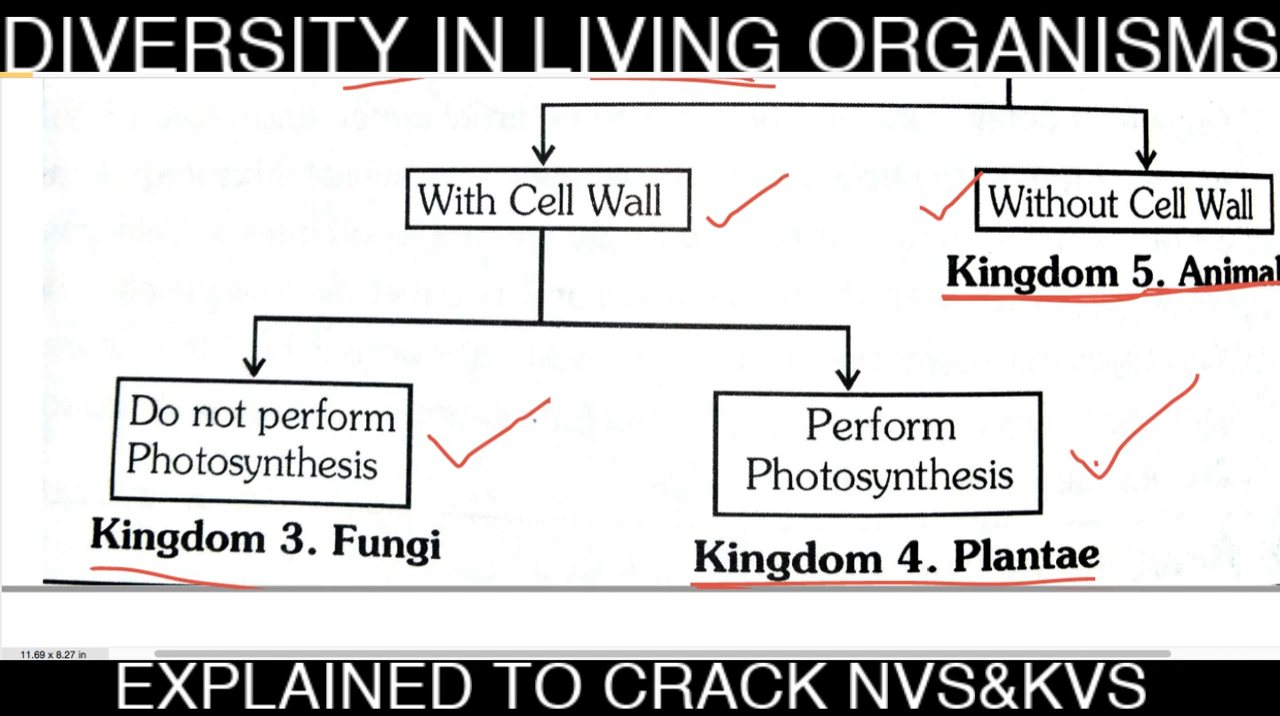 DIVERSITY IN LIVING ORGANISMS
With Cell Wall
Without Cell Wall
Kingdom 5. Animal
Do not perform
Photosynthesis
Perform
Photosynthesis
Kingdom 3. Fungi
Kingdom 4. Plantae
11.69 x 8.27 in
EXPLAINED TO CRACK NVS&KVS